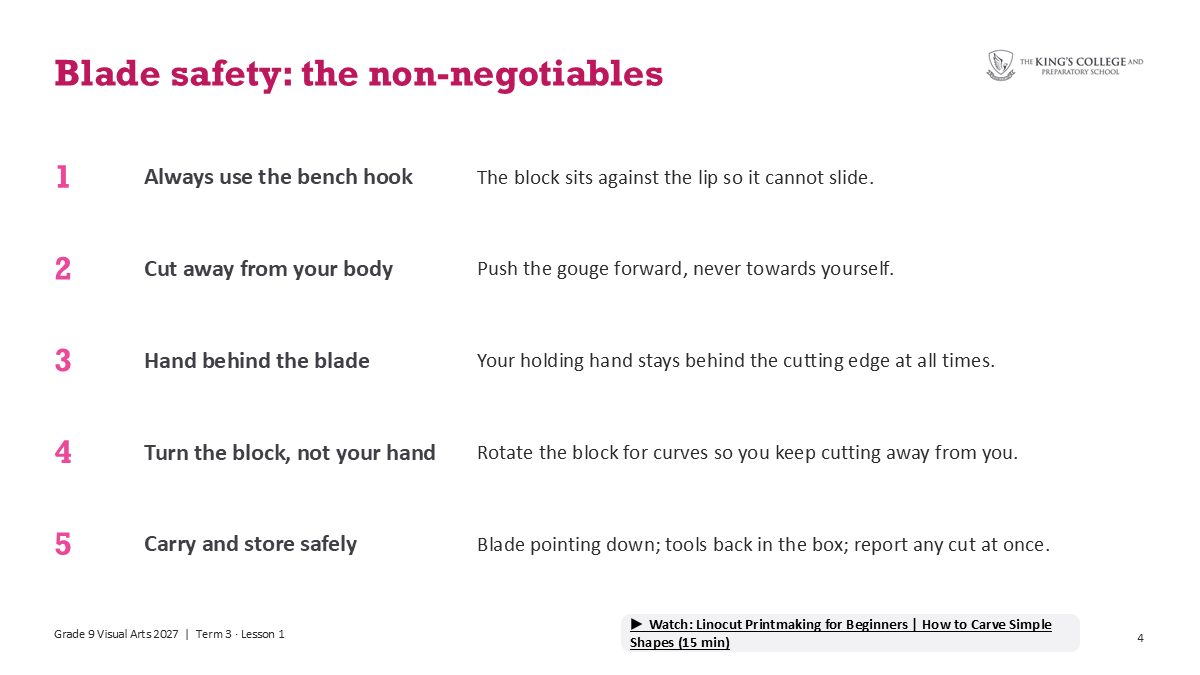 Blade safety: the non-negotiables
THE KING'S COLLEGE AND
PREPARATORY SCHOOL
1 Always use the bench hook The block sits against the lip so it cannot slide.
2 Cut away from your body Push the gouge forward, never towards yourself.
3 Hand behind the blade Your holding hand stays behind the cutting edge at all times.
4 Turn the block, not your hand Rotate the block for curves so you keep cutting away from you.
5 Carry and store safely Blade pointing down; tools back in the box; report any cut at once.
Grade 9 Visual Arts 2027 | Term 3 · Lesson 1
▶ Watch: Linocut Printmaking for Beginners | How to Carve Simple
Shapes (15 min)
4